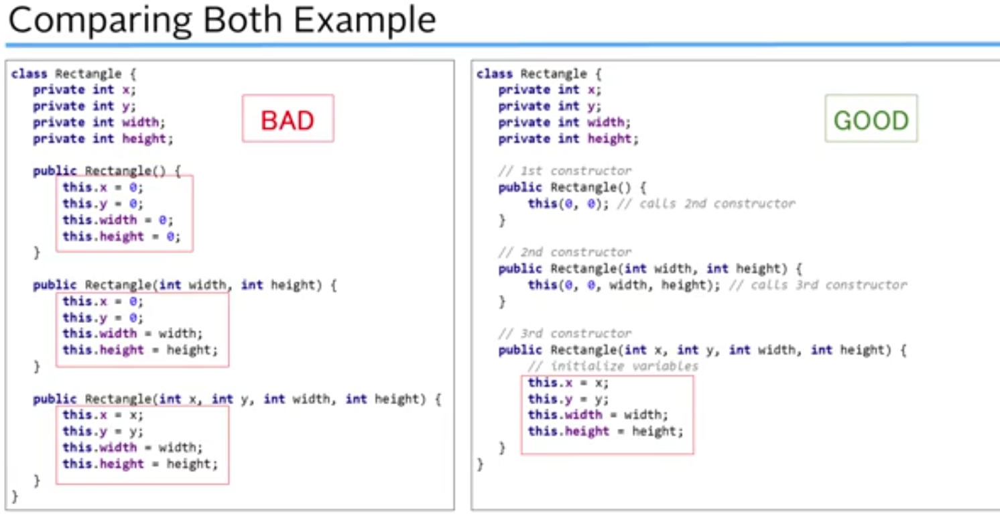 Comparing Both Example
class Rectangle {
private int x;
private int y;
private int width;
private int height;
BAD
public Rectangle() {
this.x = 0;
this.y = 0;
this.width = 0;
this.height = 0;
}
public Rectangle(int width, int height) {
this.x = 0;
this.y = 0;
this.width = width;
this.height = height;
}
public Rectangle(int x, int y, int width, int height) {
this.x = x;
this.y = y;
this.width = width;
this.height = height;
}
}
class Rectangle {
private int x;
private int y;
private int width;
private int height;
GOOD
// 1st constructor
public Rectangle() {
this(0, 0); // calls 2nd constructor
}
// 2nd constructor
public Rectangle(int width, int height) {
this(0, 0, width, height); // calls 3rd constructor
}
// 3rd constructor
public Rectangle(int x, int y, int width, int height) {
// initialize variables
this.x = x;
this.y = y;
this.width = width;
this.height = height;
}
}